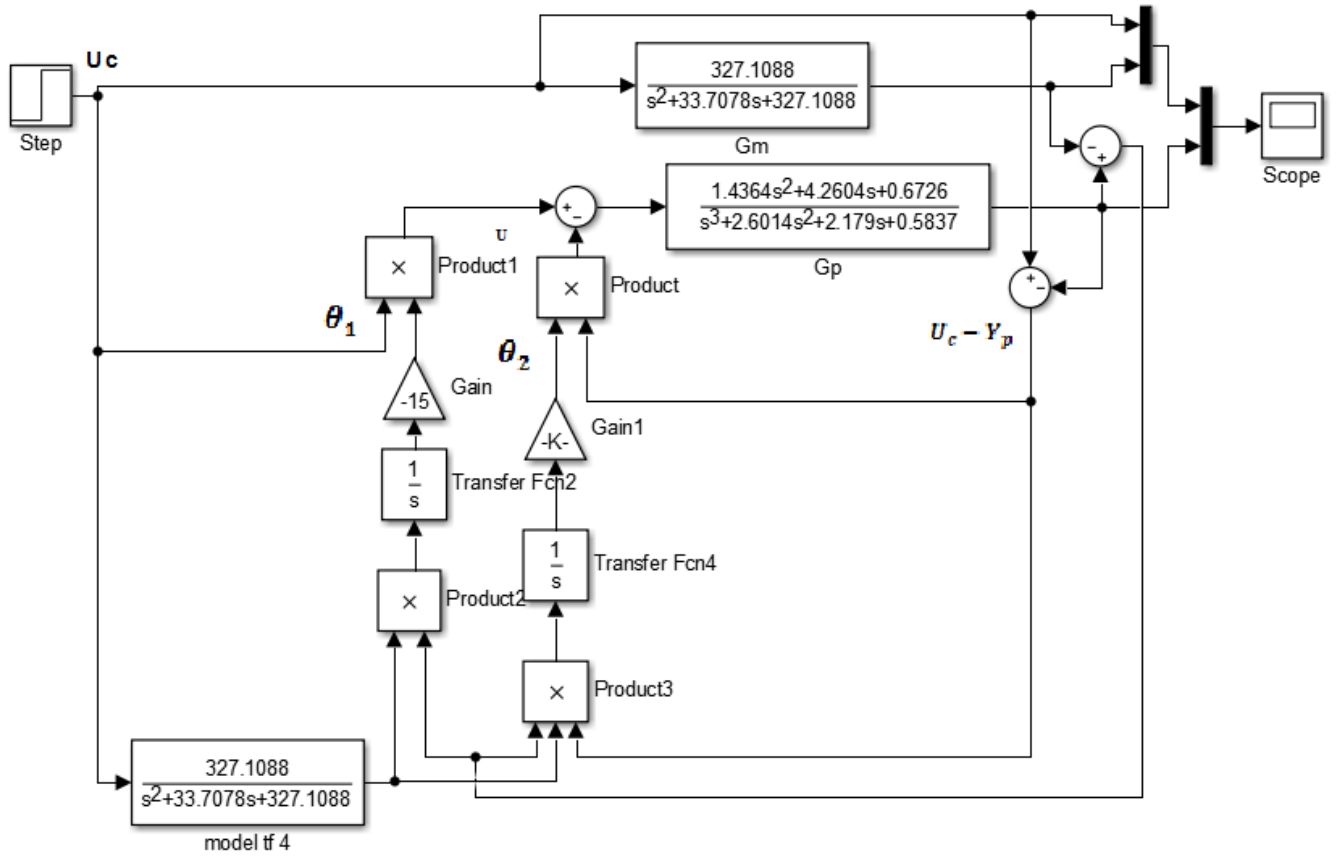 Uc
Step
327.1088
s2+33.7078s+327.1088
Gm
Scope
1.4364s2+4.2604s+0.6726
s3+2.6014s2+2.179s+0.5837
Gp
+
-
-
+
+
-
U
×
Product1
×
Product
θ1
θ2
Uc − Yp
-15
Gain
-K-
Gain1
1
s
Transfer Fcn2
1
s
Transfer Fcn4
×
Product2
×
Product3
327.1088
s2+33.7078s+327.1088
model tf 4